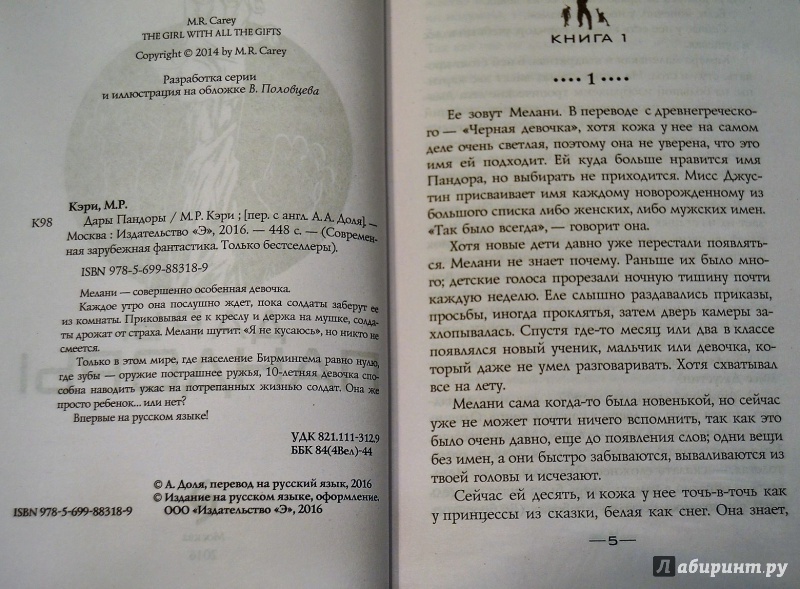 M.R. Carey
THE GIRL WITH ALL THE GIFTS
Copyright © 2014 by M.R. Carey
Разработка серии
и иллюстрация на обложке В. Половцева
Кэри, М.Р.
К98 Дары Пандоры / М.Р. Кэри ; [пер. с англ. А.А. Доля]. —
Москва : Издательство «Э», 2016. — 448 с. — (Современ-
ная зарубежная фантастика. Только бестселлеры).
ISBN 978-5-699-88318-9
Мелани — совершенно особенная девочка.
Каждое утро она послушно ждет, пока солдаты заберут ее
из комнаты. Приковывая ее к креслу и держа на мушке, солда-
ты дрожат от страха. Мелани шутит: «Я не кусаюсь», но никто не
смеется.
Только в этом мире, где население Бирмингема равно нулю,
где зубы — оружие пострашнее ружья, 10-летняя девочка спо-
собна наводить ужас на потрепанных жизнью солдат. Она же
просто ребенок... или нет?
Впервые на русском языке!
УДК 821.111-312.9
ББК 84(4Вел)-44
© А. Доля, перевод на русский язык, 2016
© Издание на русском языке, оформление.
ISBN 978-5-699-88318-9 ООО «Издательство «Э», 2016
КНИГА 1
•••• 1 ••••
Ее зовут Мелани. В переводе с древнегреческо-
го — «Черная девочка», хотя кожа у нее на самом
деле очень светлая, поэтому она не уверена, что это
имя ей подходит. Ей куда больше нравится имя
Пандора, но выбирать не приходится. Мисс Джус-
тин присваивает имя каждому новорожденному из
большого списка либо женских, либо мужских имен.
«Так было всегда», — говорит она.
Хотя новые дети давно уже перестали появлять-
ся. Мелани не знает почему. Раньше их было мно-
го; детские голоса прорезали ночную тишину почти
каждую неделю. Еле слышно раздавались приказы,
просьбы, иногда проклятья, затем дверь камеры за-
хлопывалась. Спустя где-то месяц или два в классе
появлялся новый ученик, мальчик или девочка, ко-
торый даже не умел разговаривать. Хотя схватывал
все на лету.
Мелани сама когда-то была новенькой, но сейчас
уже не может почти ничего вспомнить, так как это
было очень давно, еще до появления слов; одни вещи
без имен, а они быстро забываются, вываливаются из
твоей головы и исчезают.
Сейчас ей десять, и кожа у нее точь-в-точь как
у принцессы из сказки, белая как снег. Она знает,
—5—
Лабиринт.ру